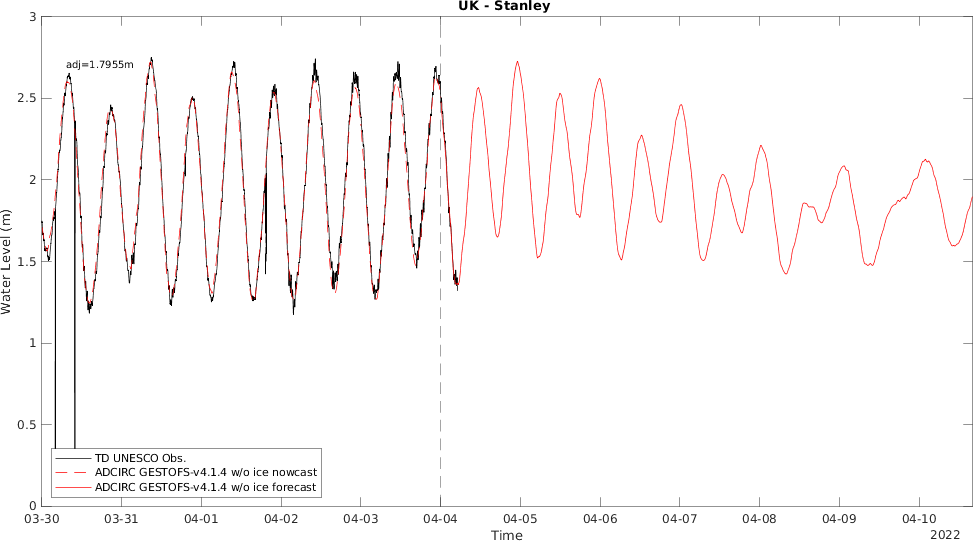 UK - Stanley
adj=1.7955m
3
2.5
2
1.5
1
0.5
0
Water Level (m)
TD UNESCO Obs.
ADCIRC GESTOFS-v4.1.4 w/o ice nowcast
ADCIRC GESTOFS-v4.1.4 w/o ice forecast
03-30 03-31 04-01 04-02 04-03 04-04 04-05 04-06 04-07 04-08 04-09 04-10
Time
2022